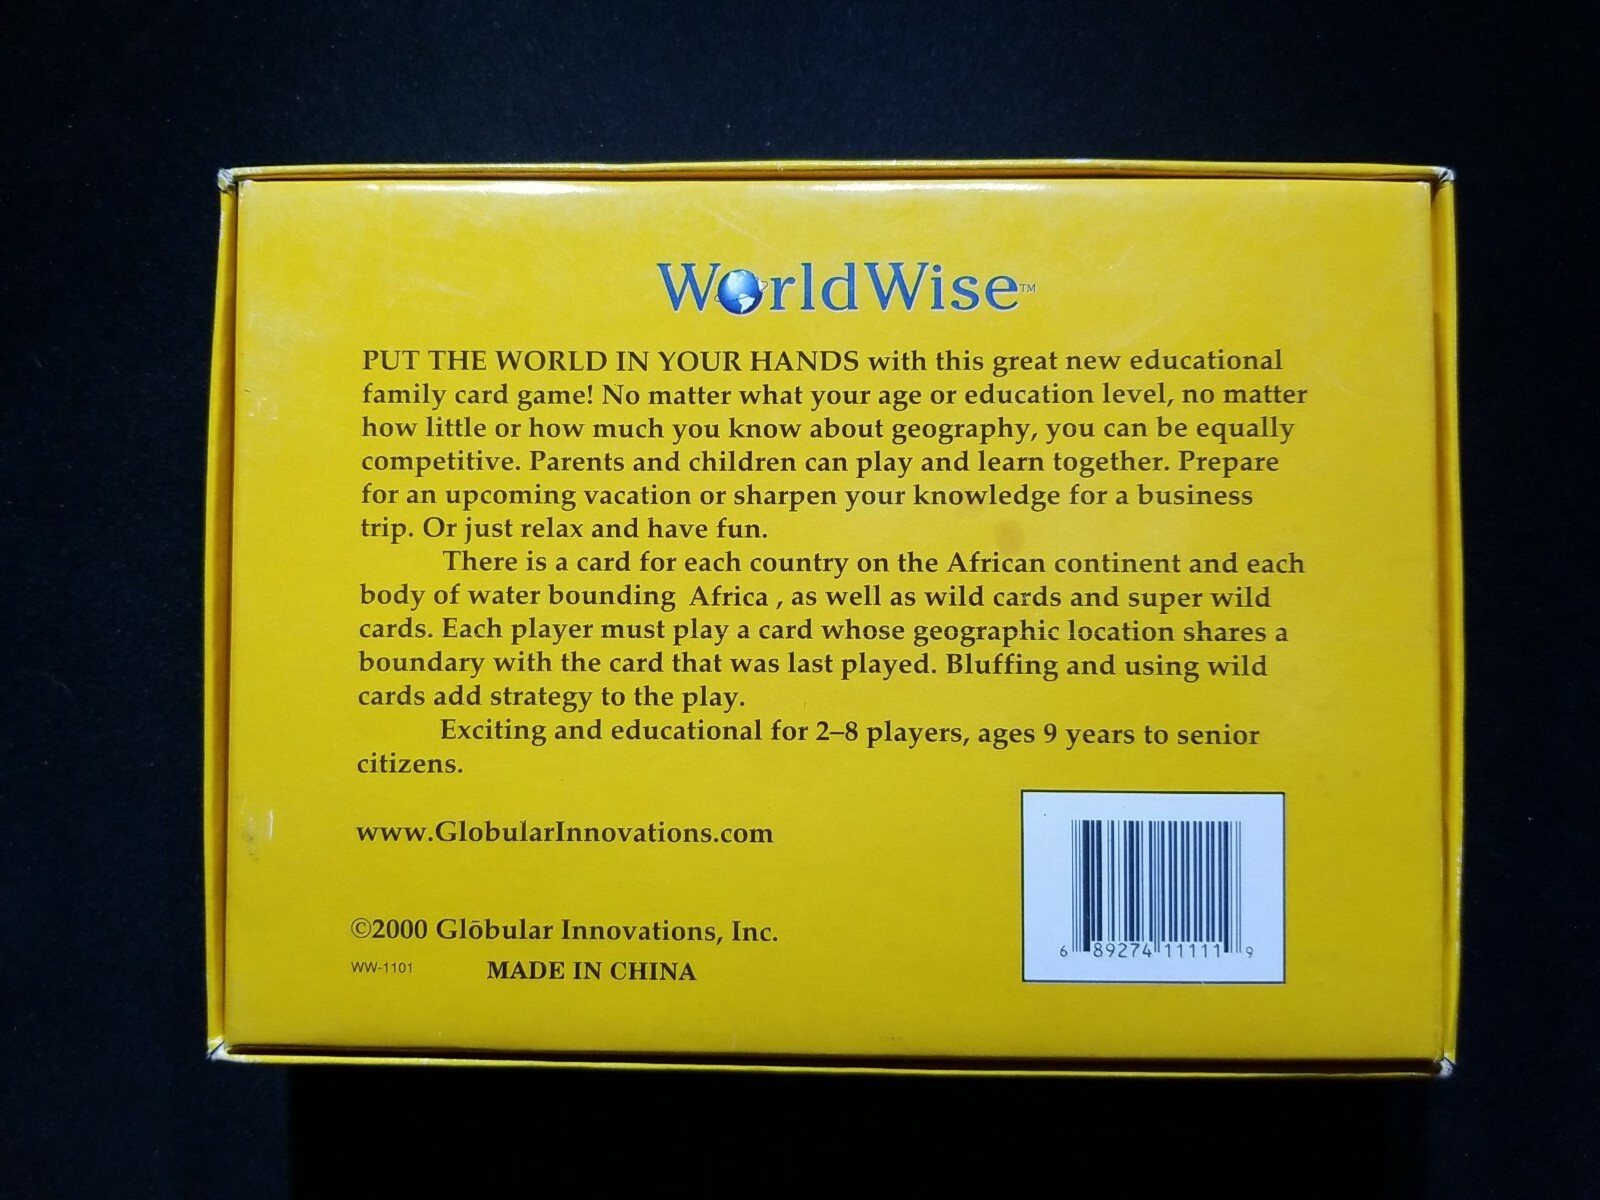 WorldWise™
PUT THE WORLD IN YOUR HANDS with this great new educational
family card game! No matter what your age or education level, no matter
how little or how much you know about geography, you can be equally
competitive. Parents and children can play and learn together. Prepare
for an upcoming vacation or sharpen your knowledge for a business
trip. Or just relax and have fun.
There is a card for each country on the African continent and each
body of water bounding Africa , as well as wild cards and super wild
cards. Each player must play a card whose geographic location shares a
boundary with the card that was last played. Bluffing and using wild
cards add strategy to the play.
Exciting and educational for 2–8 players, ages 9 years to senior
citizens.
www.GlobularInnovations.com
©2000 Glōbular Innovations, Inc.
WW-1101 MADE IN CHINA
6 89274 11111 9